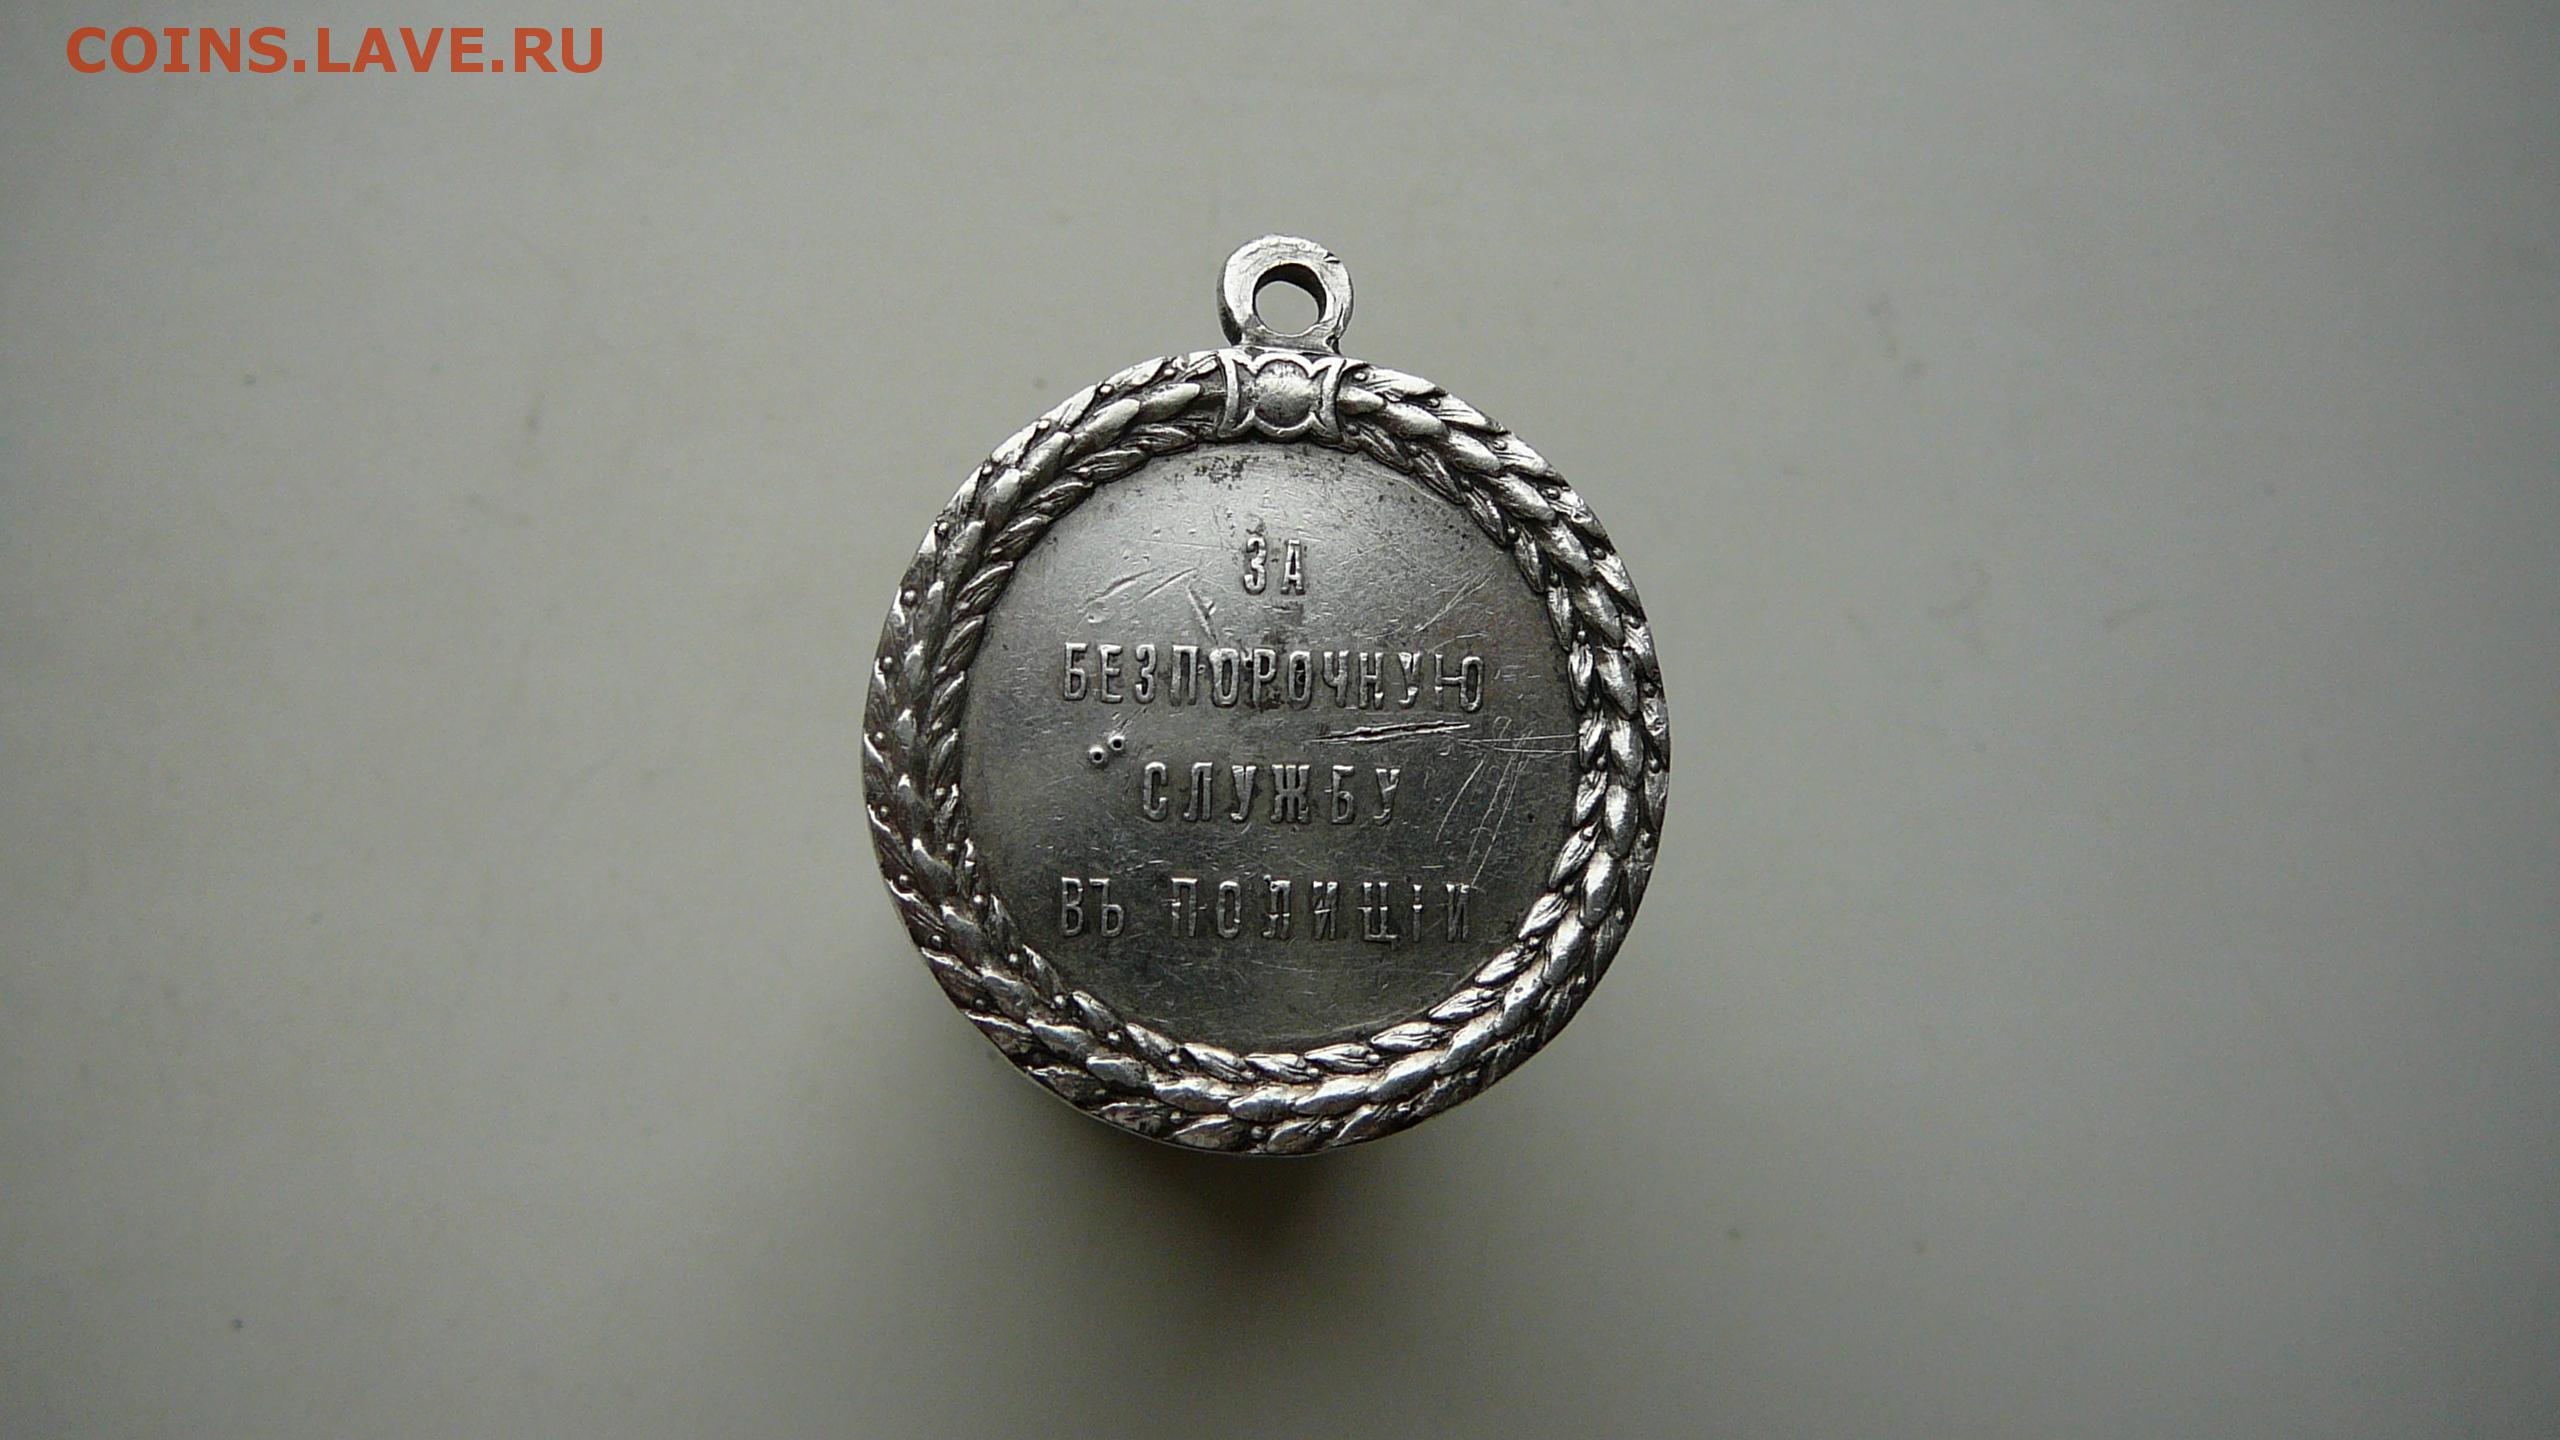 COINS.LAVE.RU
ЗА
БЕЗПОРОЧНУЮ
СЛУЖБУ
ВЪ ПОЛИЦІИ